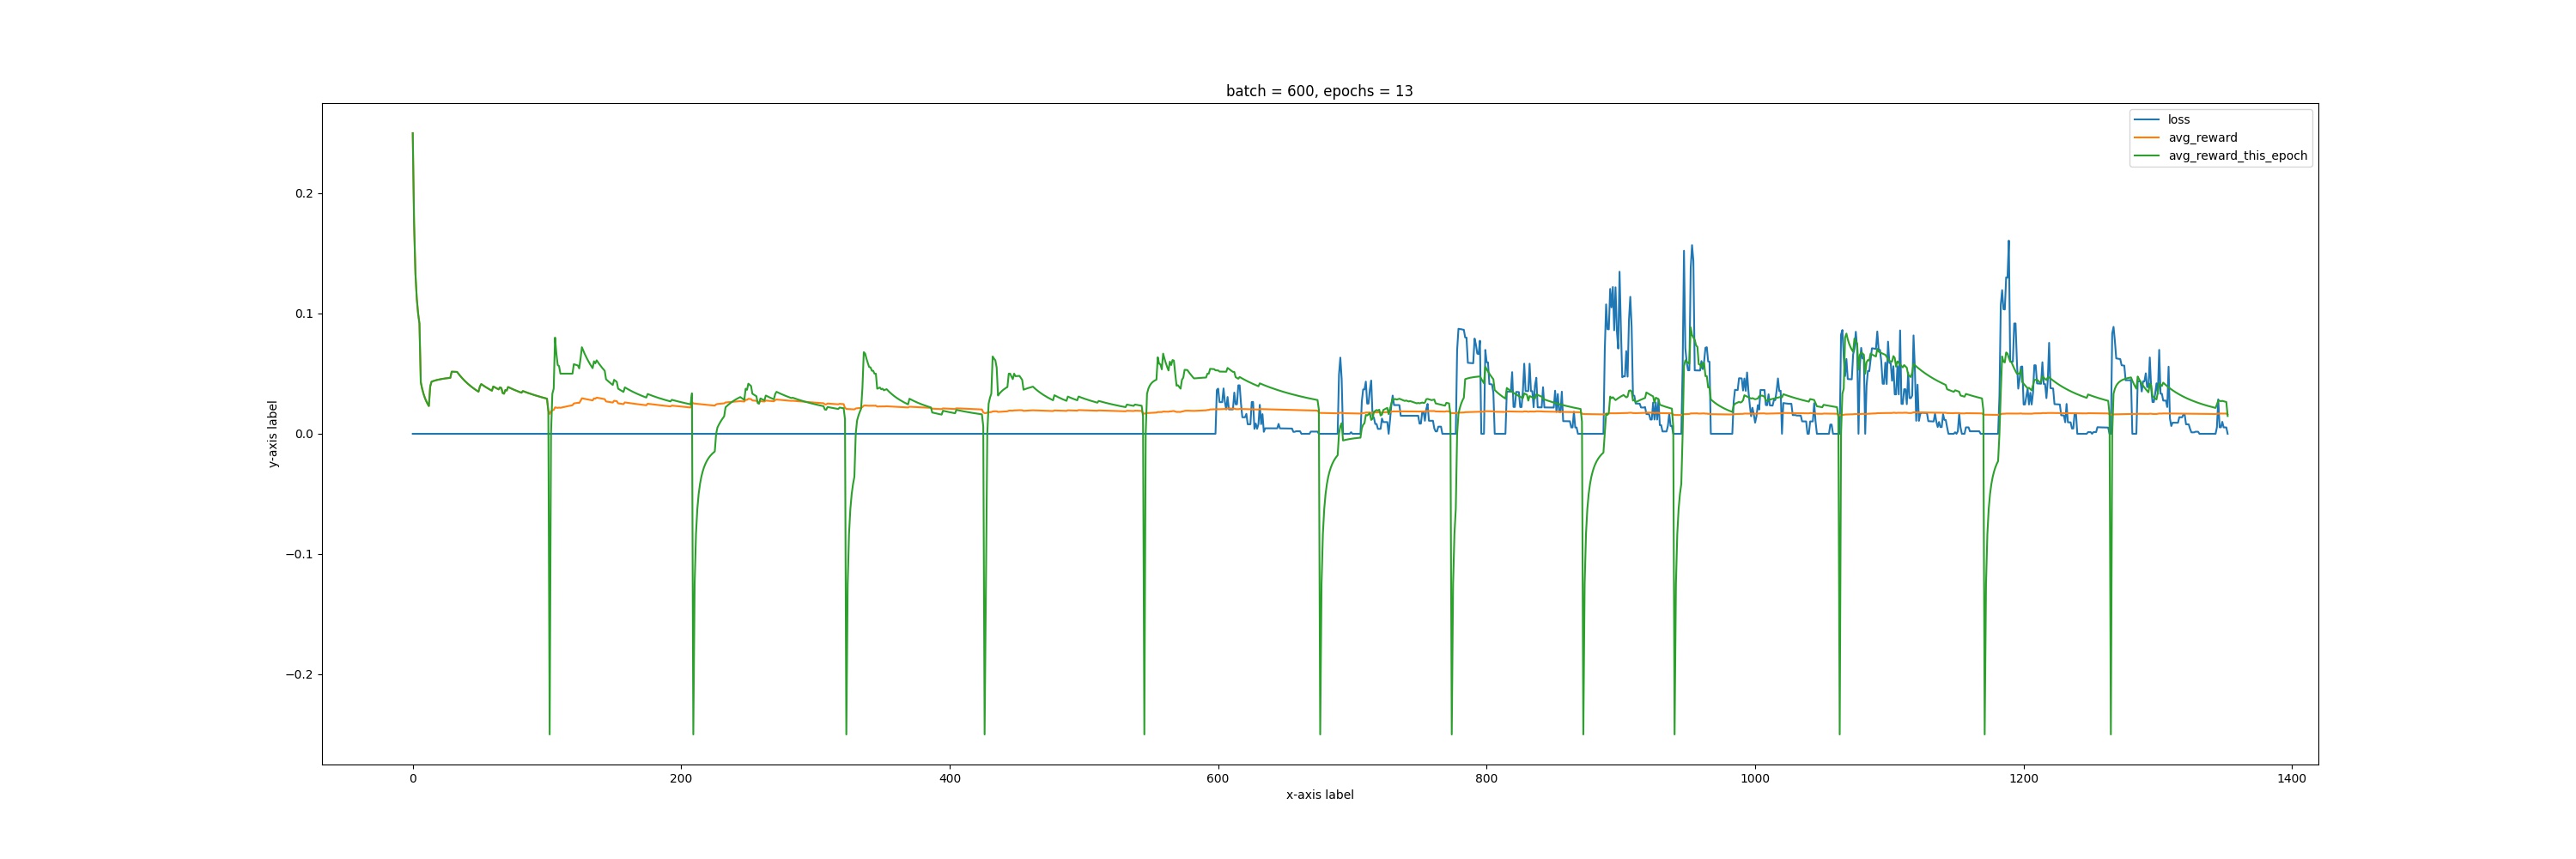 batch = 600, epochs = 13
loss
avg_reward
avg_reward_this_epoch
0.2
0.1
0.0
−0.1
−0.2
y-axis label
0 200 400 600 800 1000 1200 1400
x-axis label